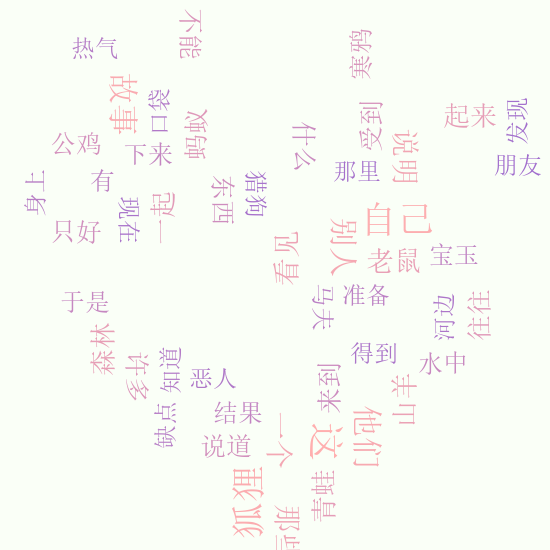 不能
热气
寒鸦
故事
口袋
蚂蚁
受到
起来
发现
什么
说明
公鸡
下来
那里
朋友
身上
有
东西
猎狗
现在
一起
自己
只好
别人
看见
老鼠
宝玉
于是
马夫
准备
河边
往往
森林
许多
知道
得到
水中
恶人
来到
羊圈
缺点
结果
一个
这
他们
说道
狐狸
青蛙
那些